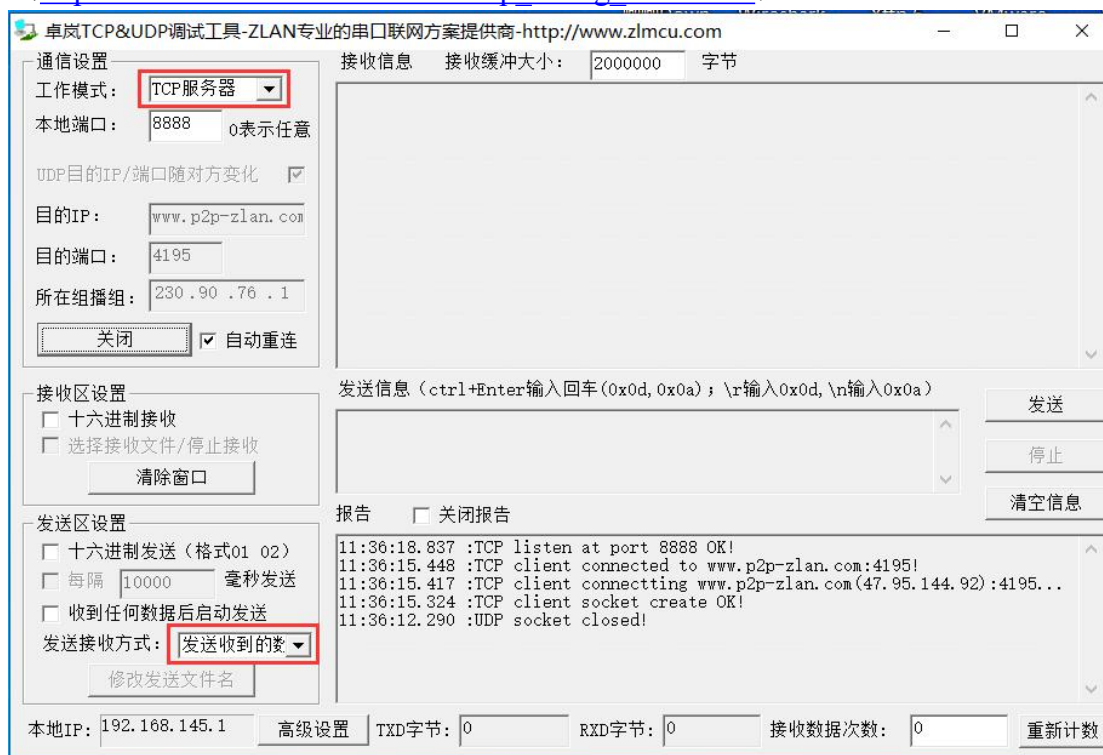 卓岚TCP&UDP调试工具-ZLAN专业的串口联网方案提供商-http://www.zlmcu.com
通信设置
工作模式： TCP服务器
本地端口： 8888 0表示任意
UDP目的IP/端口随对方变化
目的IP： www.p2p-zlan.com
目的端口： 4195
所在组播组： 230 .90 .76 . 1
关闭 自动重连
接收区设置
十六进制接收
选择接收文件/停止接收
清除窗口
发送区设置
十六进制发送（格式01 02）
每隔 10000 毫秒发送
收到任何数据后启动发送
发送接收方式： 发送收到的数
修改发送文件名
接收信息 接收缓冲大小： 2000000 字节
发送信息（ctrl+Enter输入回车(0x0d,0x0a)；\r输入0x0d,\n输入0x0a）
发送
停止
清空信息
报告 关闭报告
11:36:18.837 :TCP listen at port 8888 OK!
11:36:15.448 :TCP client connected to www.p2p-zlan.com:4195!
11:36:15.417 :TCP client connectting www.p2p-zlan.com(47.95.144.92):4195...
11:36:15.324 :TCP client socket create OK!
11:36:12.290 :UDP socket closed!
本地IP: 192.168.145.1 高级设置 TXD字节: 0 RXD字节: 0 接收数据次数: 0 重新计数